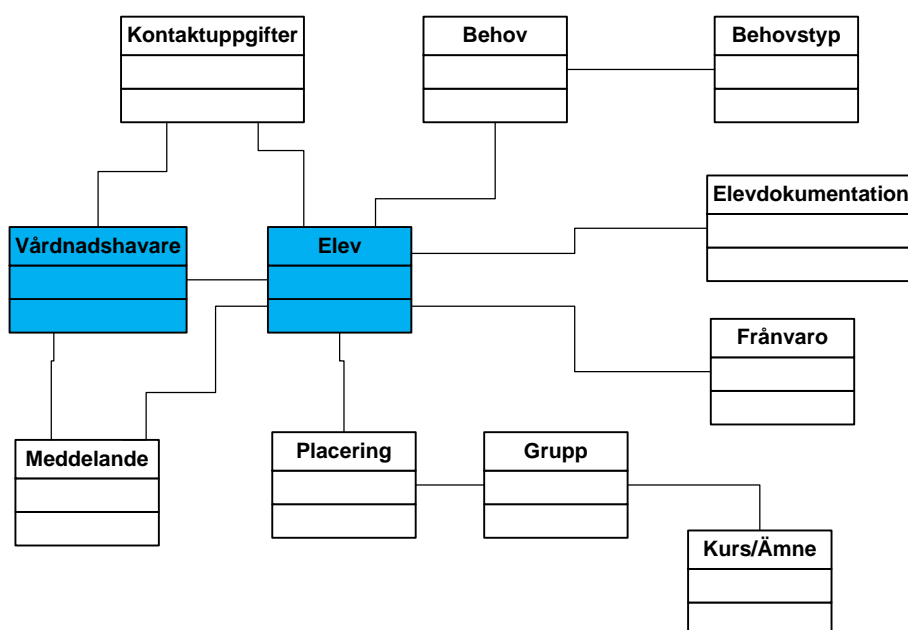 Kontaktuppgifter
Behov
Behovstyp
Elevdokumentation
Vårdnadshavare
Elev
Frånvaro
Meddelande
Placering
Grupp
Kurs/Ämne